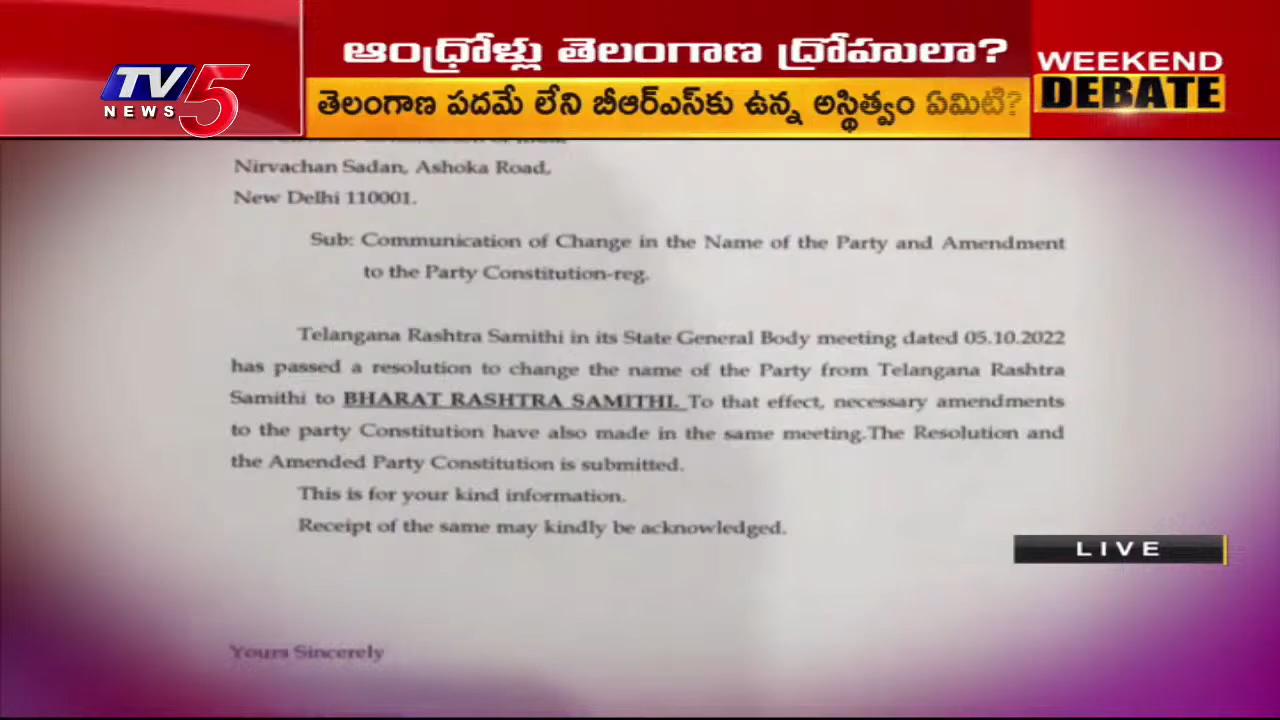 ఆంధ్రోళ్లు తెలంగాణ ద్రోహులా?
WEEKEND
DEBATE
TV5
NEWS
తెలంగాణ పదమే లేని బీఆర్ఎస్‌కు ఉన్న అస్థిత్వం ఏమిటి?
Nirvachan Sadan, Ashoka Road,
New Delhi 110001.
Sub: Communication of Change in the Name of the Party and Amendment
to the Party Constitution-reg.
Telangana Rashtra Samithi in its State General Body meeting dated 05.10.2022
has passed a resolution to change the name of the Party from Telangana Rashtra
Samithi to BHARAT RASHTRA SAMITHI. To that effect, necessary amendments
to the party Constitution have also made in the same meeting.The Resolution and
the Amended Party Constitution is submitted.
This is for your kind information.
Receipt of the same may kindly be acknowledged.
LIVE
Yours Sincerely